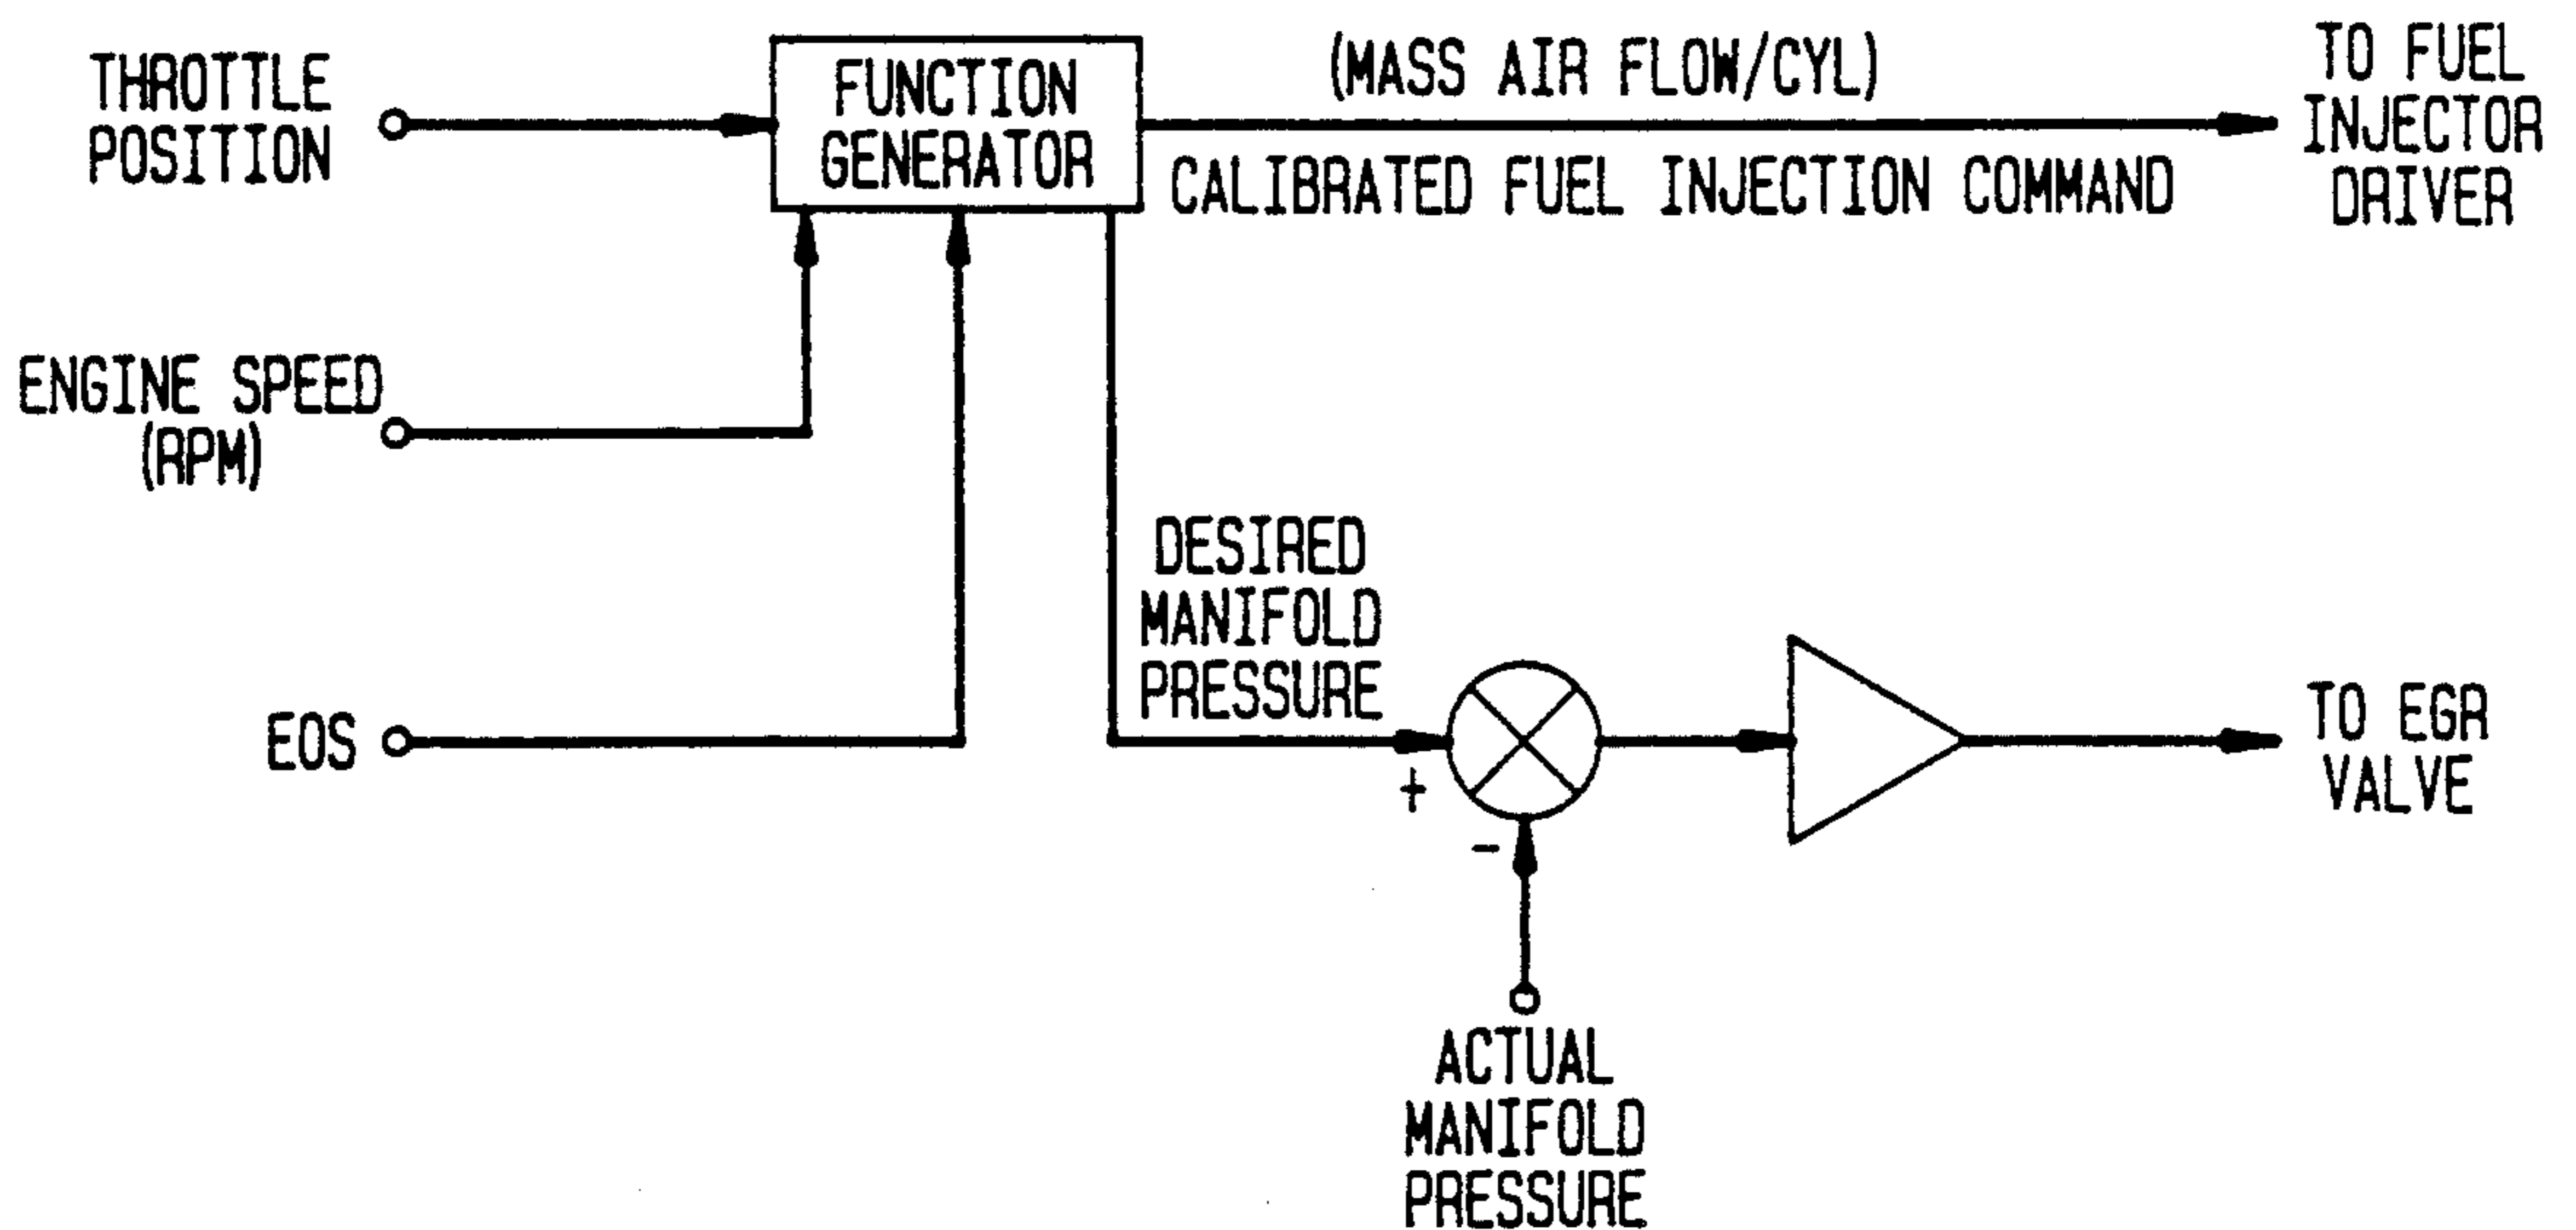 THROTTLE
POSITION
FUNCTION
GENERATOR
(MASS AIR FLOW/CYL)
CALIBRATED FUEL INJECTION COMMAND
TO FUEL
INJECTOR
DRIVER
ENGINE SPEED
(RPM)
EOS
DESIRED
MANIFOLD
PRESSURE
+
-
TO EGR
VALVE
ACTUAL
MANIFOLD
PRESSURE